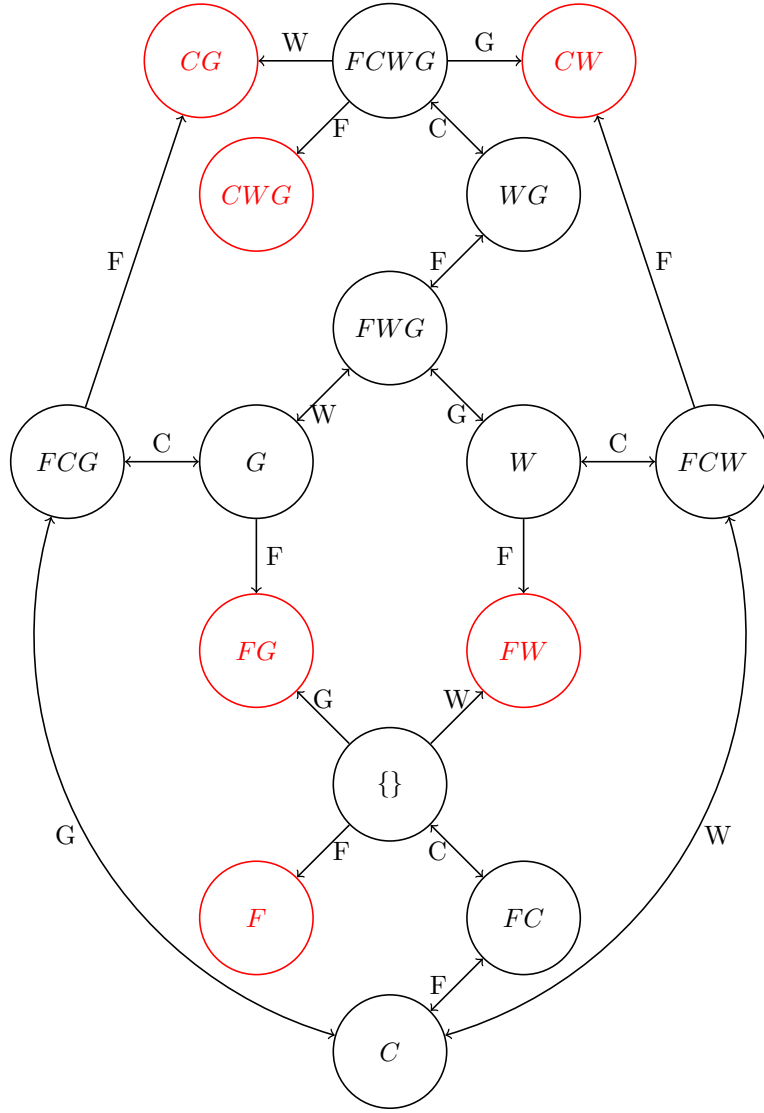 CG W FCWG G CW
F C
CWG WG
F F F
FWG
W G
FCG C G W C FCW
F F
FG FW
G W
{}
G W
F C
F FC
F
C